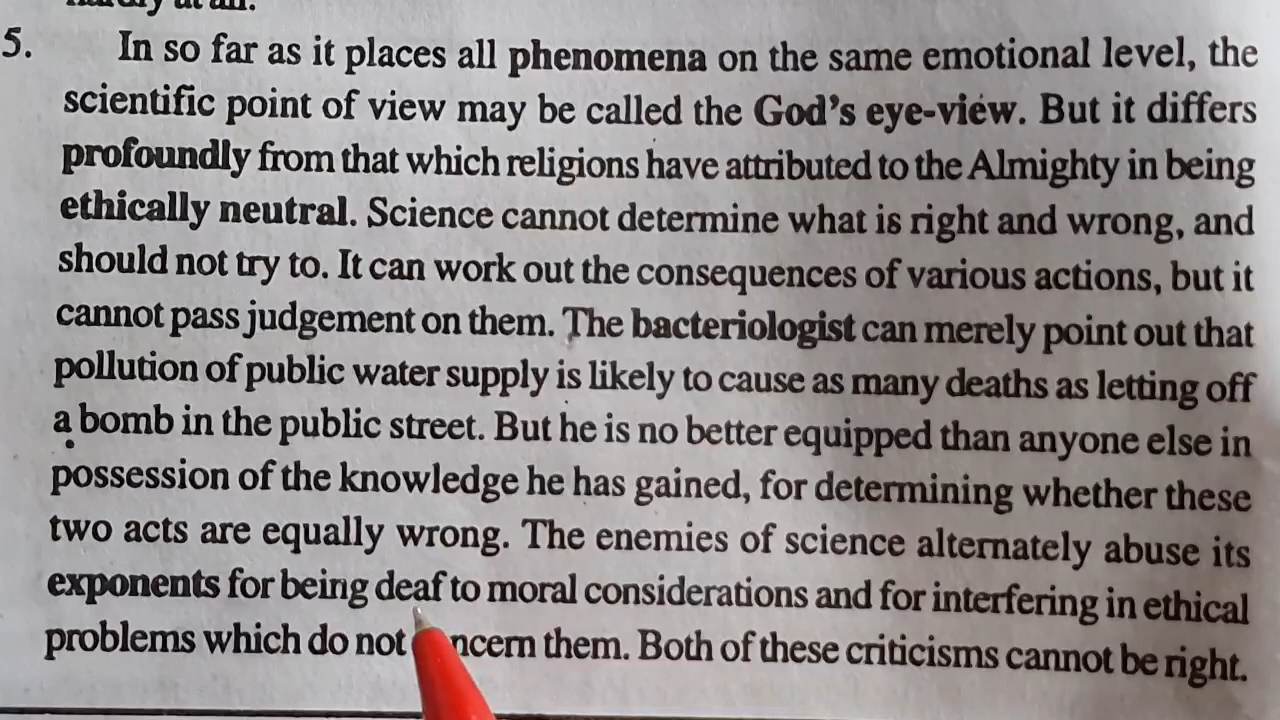 5. In so far as it places all phenomena on the same emotional level, the
scientific point of view may be called the God's eye-view. But it differs
profoundly from that which religions have attributed to the Almighty in being
ethically neutral. Science cannot determine what is right and wrong, and
should not try to. It can work out the consequences of various actions, but it
cannot pass judgement on them. The bacteriologist can merely point out that
pollution of public water supply is likely to cause as many deaths as letting off
a bomb in the public street. But he is no better equipped than anyone else in
possession of the knowledge he has gained, for determining whether these
two acts are equally wrong. The enemies of science alternately abuse its
exponents for being deaf to moral considerations and for interfering in ethical
problems which do not ncern them. Both of these criticisms cannot be right.